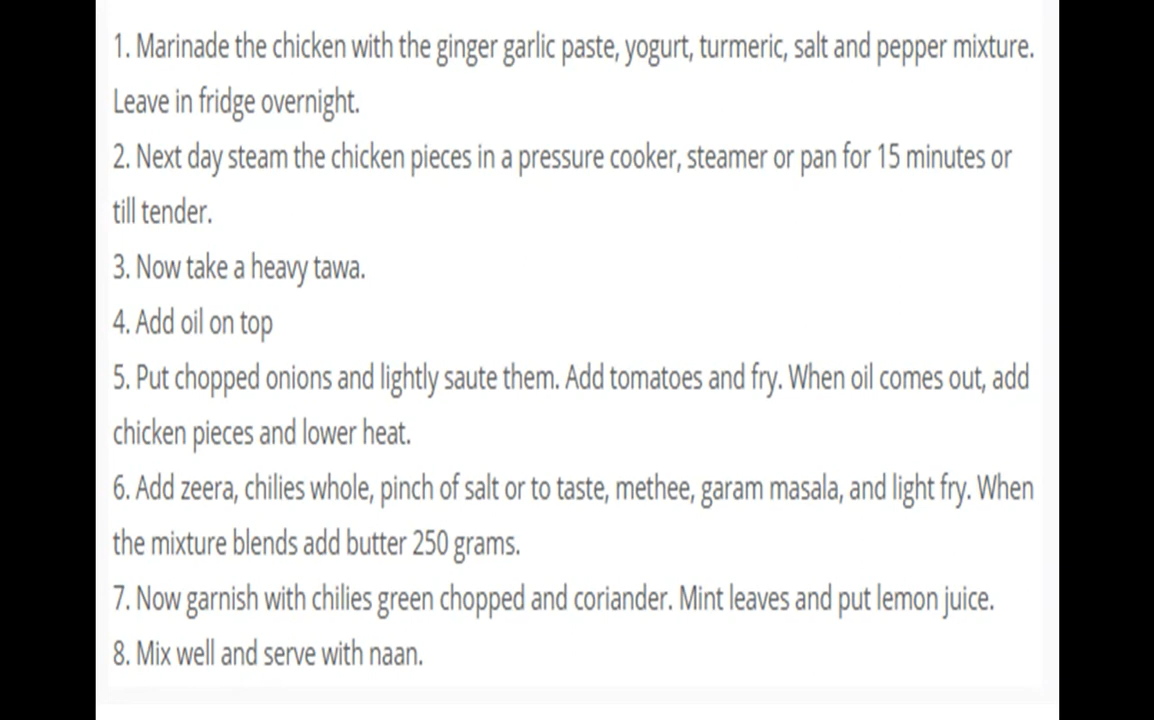 1. Marinade the chicken with the ginger garlic paste, yogurt, turmeric, salt and pepper mixture.
Leave in fridge overnight.
2. Next day steam the chicken pieces in a pressure cooker, steamer or pan for 15 minutes or
till tender.
3. Now take a heavy tawa.
4. Add oil on top
5. Put chopped onions and lightly saute them. Add tomatoes and fry. When oil comes out, add
chicken pieces and lower heat.
6. Add zeera, chilies whole, pinch of salt or to taste, methee, garam masala, and light fry. When
the mixture blends add butter 250 grams.
7. Now garnish with chilies green chopped and coriander. Mint leaves and put lemon juice.
8. Mix well and serve with naan.